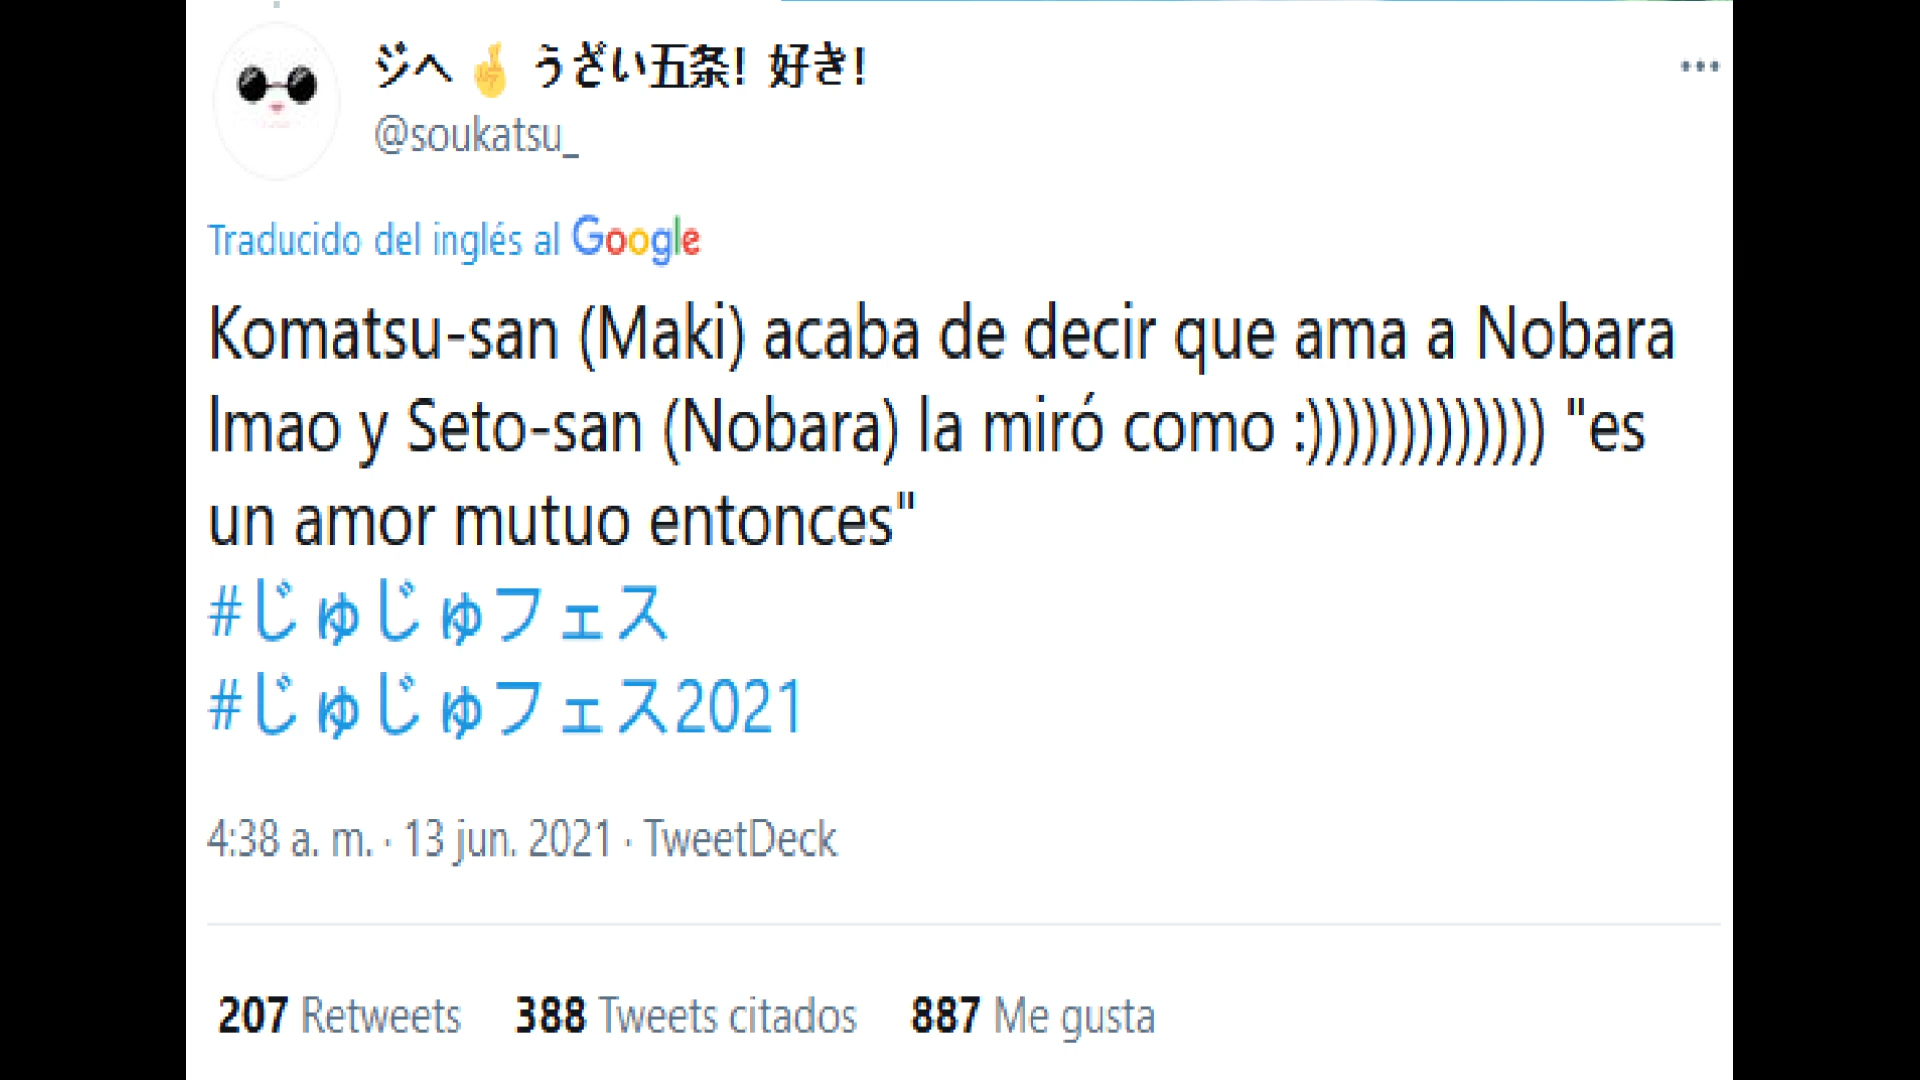 ジヘ 🤞 うざい五条! 好き!
@soukatsu_
Traducido del inglés al Google
Komatsu-san (Maki) acaba de decir que ama a Nobara
lmao y Seto-san (Nobara) la miró como :))))))))))))) "es
un amor mutuo entonces"
#じゅじゅフェス
#じゅじゅフェス2021
4:38 a. m. · 13 jun. 2021 · TweetDeck
207 Retweets 388 Tweets citados 887 Me gusta